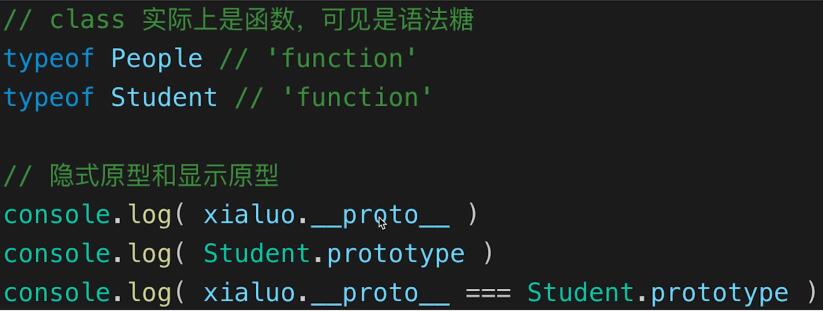 // class 实际上是函数，可见是语法糖
typeof People // 'function'
typeof Student // 'function'
// 隐式原型和显示原型
console.log( xialuo.__proto__ )
console.log( Student.prototype )
console.log( xialuo.__proto__ === Student.prototype )